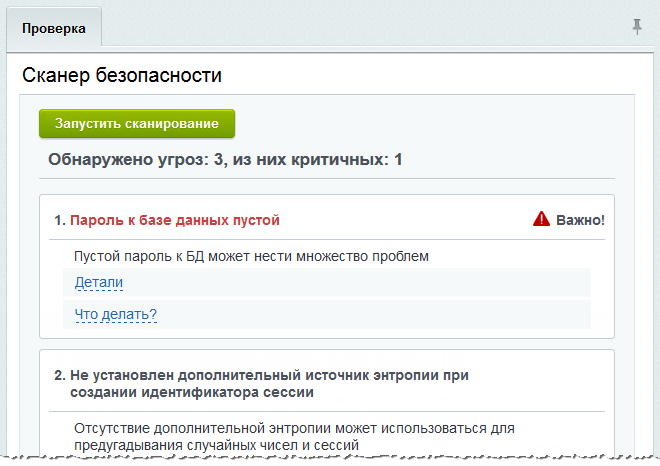 Проверка
Сканер безопасности
Запустить сканирование
Обнаружено угроз: 3, из них критичных: 1
1. Пароль к базе данных пустой
Важно!
Пустой пароль к БД может нести множество проблем
Детали
Что делать?
2. Не установлен дополнительный источник энтропии при
создании идентификатора сессии
Отсутствие дополнительной энтропии может использоваться для
предугадывания случайных чисел и сессий